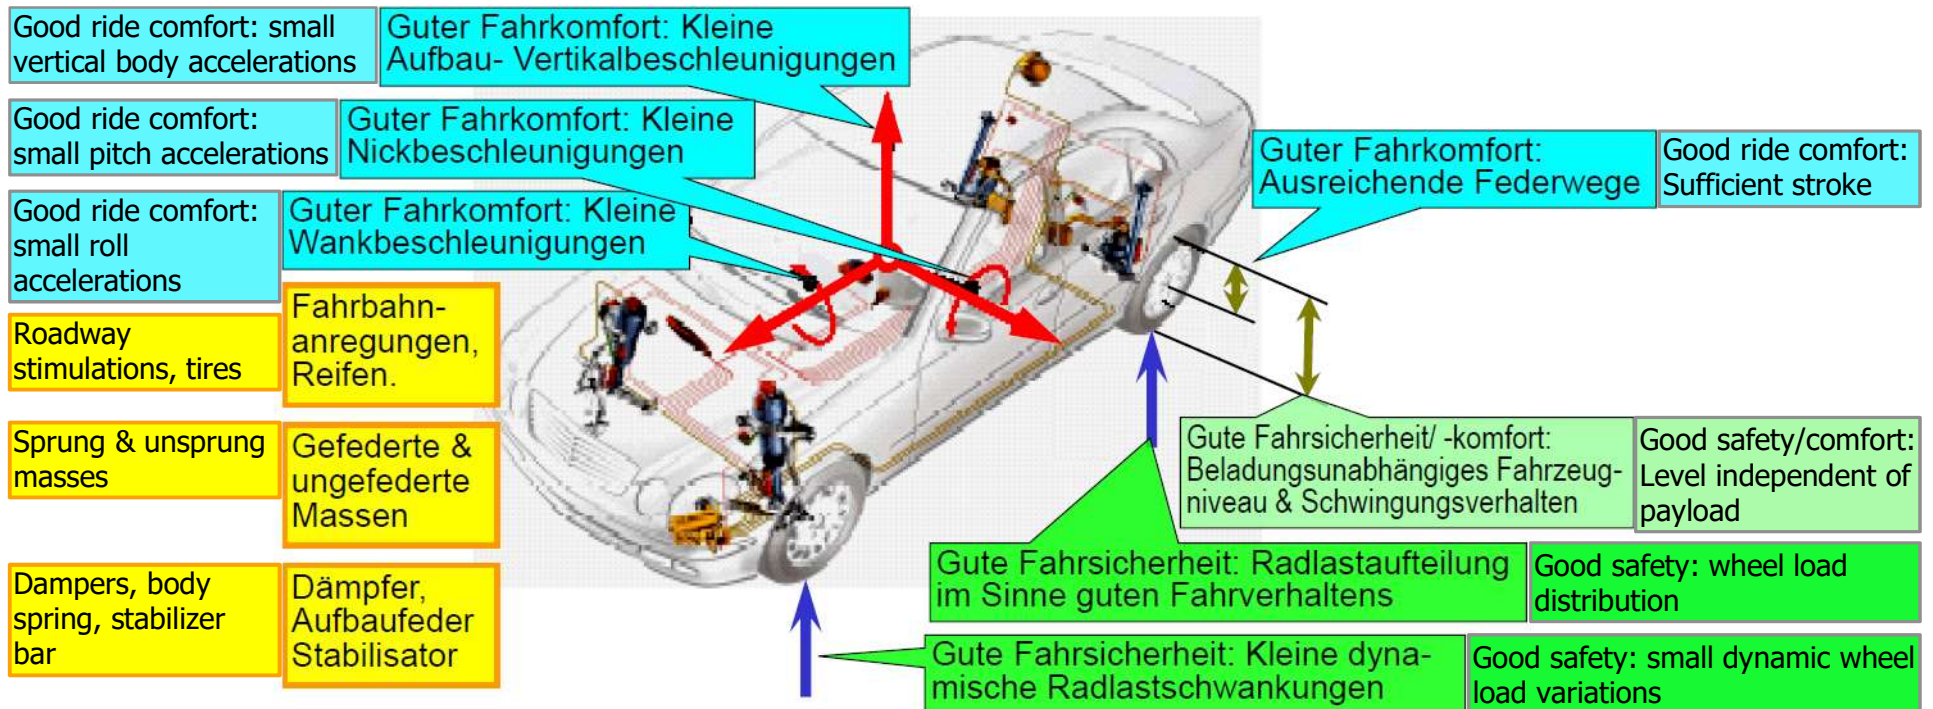 Good ride comfort: small
vertical body accelerations
Guter Fahrkomfort: Kleine
Aufbau- Vertikalbeschleunigungen
Good ride comfort:
small pitch accelerations
Guter Fahrkomfort: Kleine
Nickbeschleunigungen
Good ride comfort:
small roll
accelerations
Guter Fahrkomfort: Kleine
Wankbeschleunigungen
Guter Fahrkomfort:
Ausreichende Federwege
Good ride comfort:
Sufficient stroke
Roadway
stimulations, tires
Fahrbahn-
anregungen,
Reifen.
Sprung & unsprung
masses
Gefederte &
ungefederte
Massen
Gute Fahrsicherheit/ -komfort:
Beladungsunabhängiges Fahrzeug-
niveau & Schwingungsverhalten
Good safety/comfort:
Level independent of
payload
Dampers, body
spring, stabilizer
bar
Dämpfer,
Aufbaufeder
Stabilisator
Gute Fahrsicherheit: Radlastaufteilung
im Sinne guten Fahrverhaltens
Good safety: wheel load
distribution
Gute Fahrsicherheit: Kleine dyna-
mische Radlastschwankungen
Good safety: small dynamic wheel
load variations